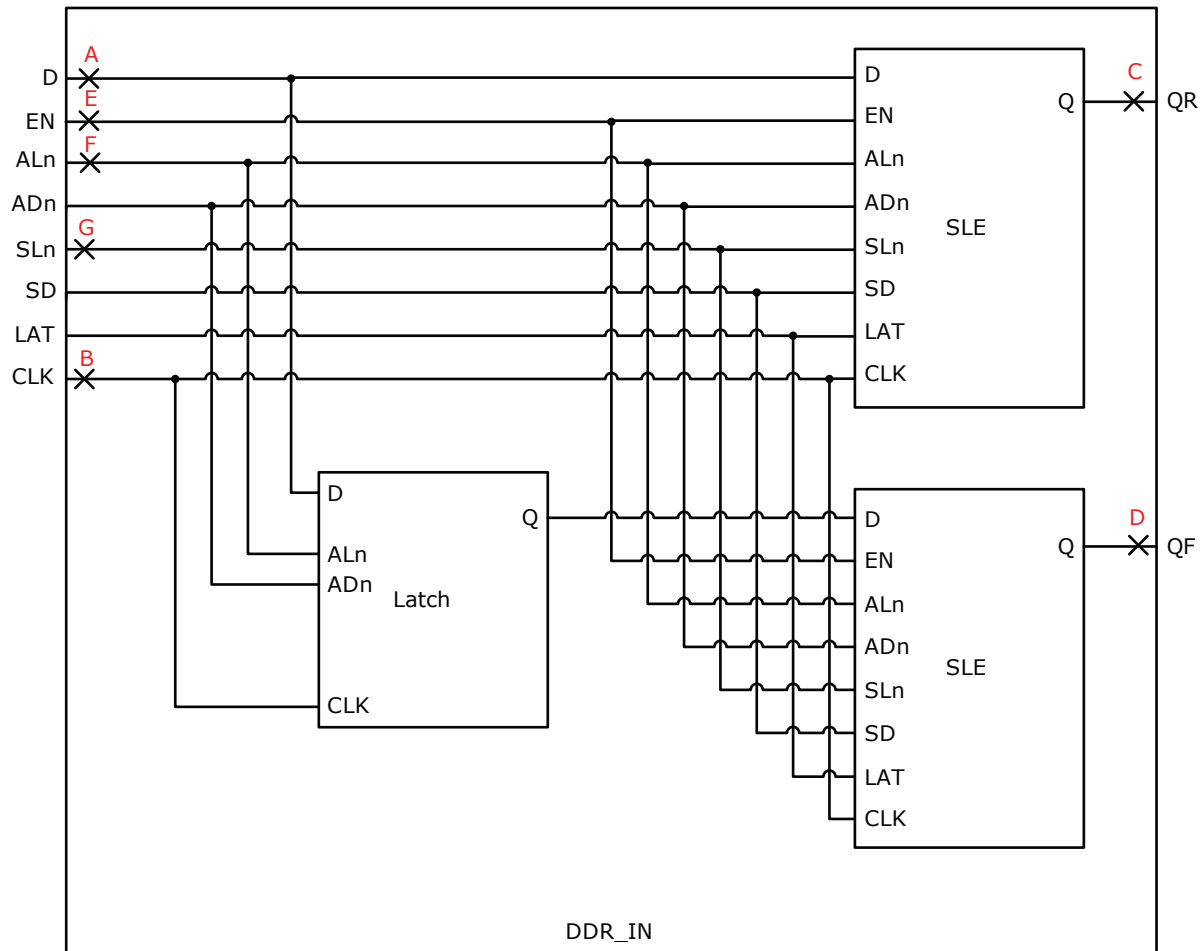 A
D
E
EN
F
ALn
ADn
G
SLn
SD
LAT
B
CLK
D
EN
ALn
ADn
SLn
SD
LAT
CLK
SLE
Q
C
QR
D
ALn
ADn
CLK
Latch
Q
D
EN
ALn
ADn
SLn
SD
LAT
CLK
SLE
Q
D
QF
DDR_IN